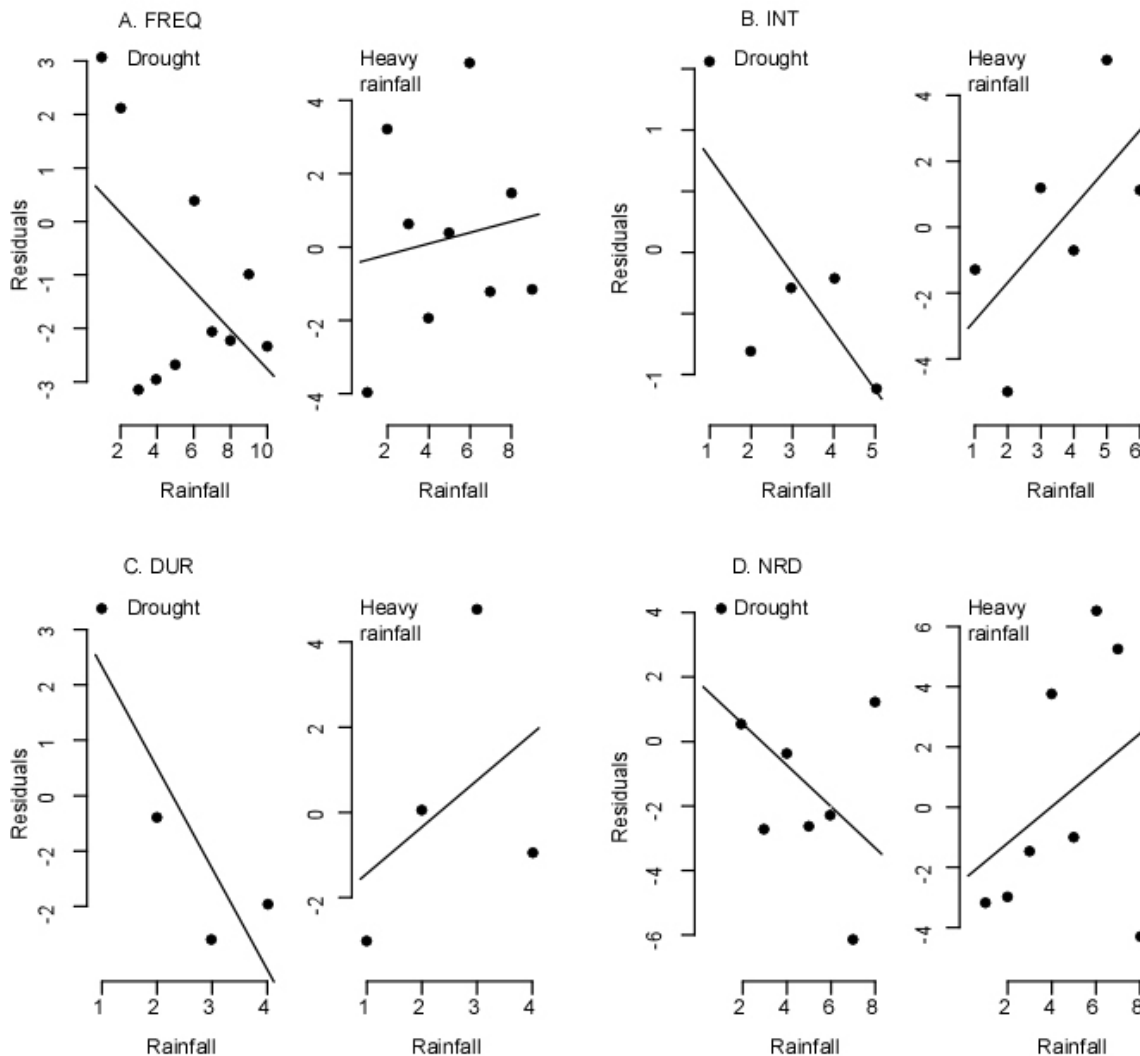 A. FREQ
Drought
3
2
1
0
-1
-2
-3
Residuals
2 4 6 8 10
Rainfall
Heavy
rainfall
4
2
0
-2
-4
2 4 6 8
Rainfall
B. INT
Drought
1
0
-1
Residuals
1 2 3 4 5
Rainfall
Heavy
rainfall
4
2
0
-2
-4
1 2 3 4 5 6
Rainfall
C. DUR
Drought
3
2
1
0
-2
-2
Residuals
1 2 3 4
Rainfall
Heavy
rainfall
4
2
0
-2
1 2 3 4
Rainfall
D. NRD
Drought
4
2
0
-2
-4
-6
Residuals
2 4 6 8
Rainfall
Heavy
rainfall
6
4
2
0
-2
-4
2 4 6 8
Rainfall